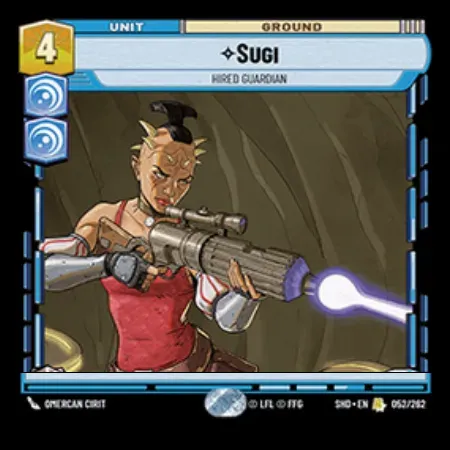 UNIT GROUND
4
✧SUGI
HIRED GUARDIAN
OMERCAN CIRIT Ⓒ LFL Ⓒ FFG SHD • EN 052/262